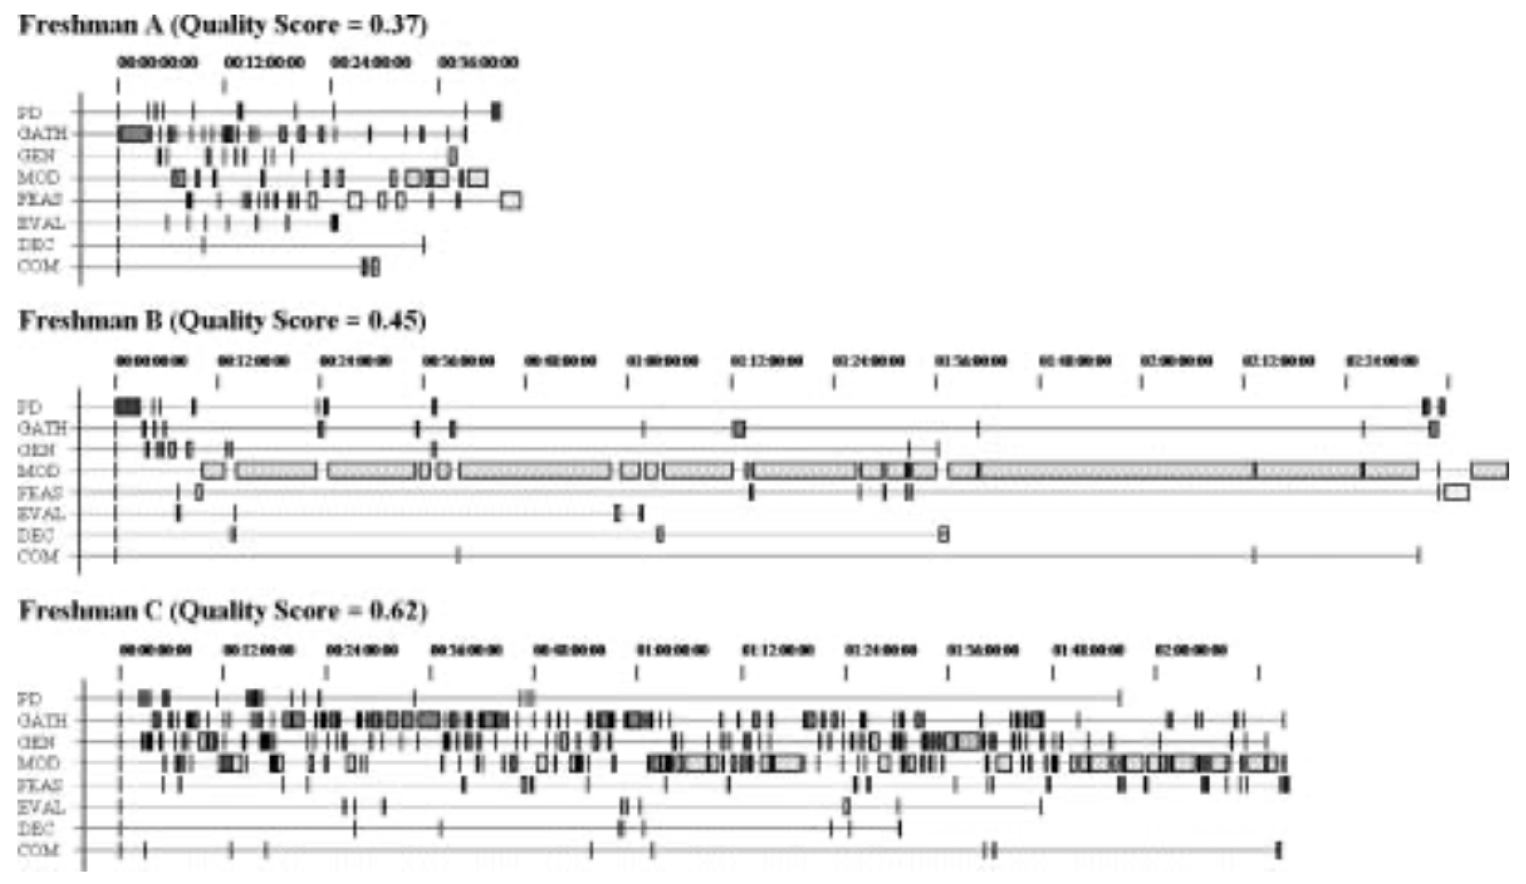 Freshman A (Quality Score = 0.37)
00:00:00:00 00:12:00:00 00:24:00:00 00:36:00:00
PD
GATH
GEN
MOD
FEAS
EVAL
DEC
COM
Freshman B (Quality Score = 0.45)
00:00:00:00 00:12:00:00 00:24:00:00 00:36:00:00 00:48:00:00 01:00:00:00 01:12:00:00 01:24:00:00 01:36:00:00 01:48:00:00 02:00:00:00 02:12:00:00 02:24:00:00
PD
GATH
GEN
MOD
FEAS
EVAL
DEC
COM
Freshman C (Quality Score = 0.62)
00:00:00:00 00:12:00:00 00:24:00:00 00:36:00:00 00:48:00:00 01:00:00:00 01:12:00:00 01:24:00:00 01:36:00:00 01:48:00:00 02:00:00:00
PD
GATH
GEN
MOD
FEAS
EVAL
DEC
COM